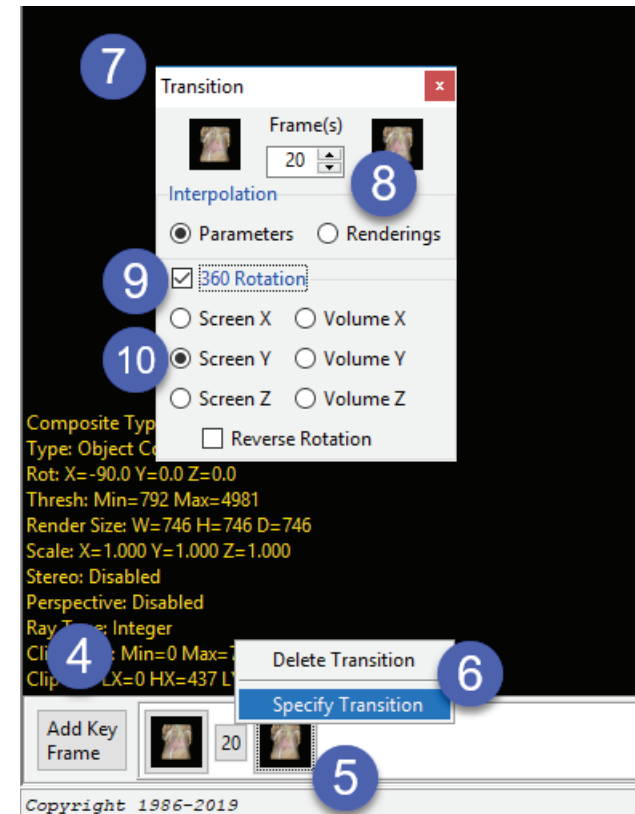 7
Transition
x
Frame(s)
20
8
Interpolation
Parameters
Renderings
9
360 Rotation
Screen X
Volume X
10
Screen Y
Volume Y
Screen Z
Volume Z
Reverse Rotation
Composite Typ
Type: Object Co
Rot: X=-90.0 Y=0.0 Z=0.0
Thresh: Min=792 Max=4981
Render Size: W=746 H=746 D=746
Scale: X=1.000 Y=1.000 Z=1.000
Stereo: Disabled
Perspective: Disabled
Ray Type: Integer
4
Min=0 Max=
LX=0 HX=437
Delete Transition
6
Specify Transition
Add Key
Frame
20
5
Copyright 1986-2019